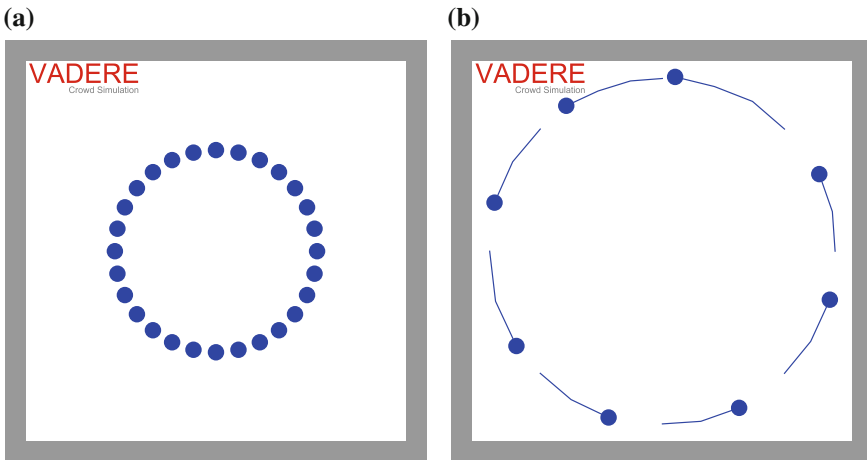 (a)
(b)
VADERE
Crowd Simulation
VADERE
Crowd Simulation